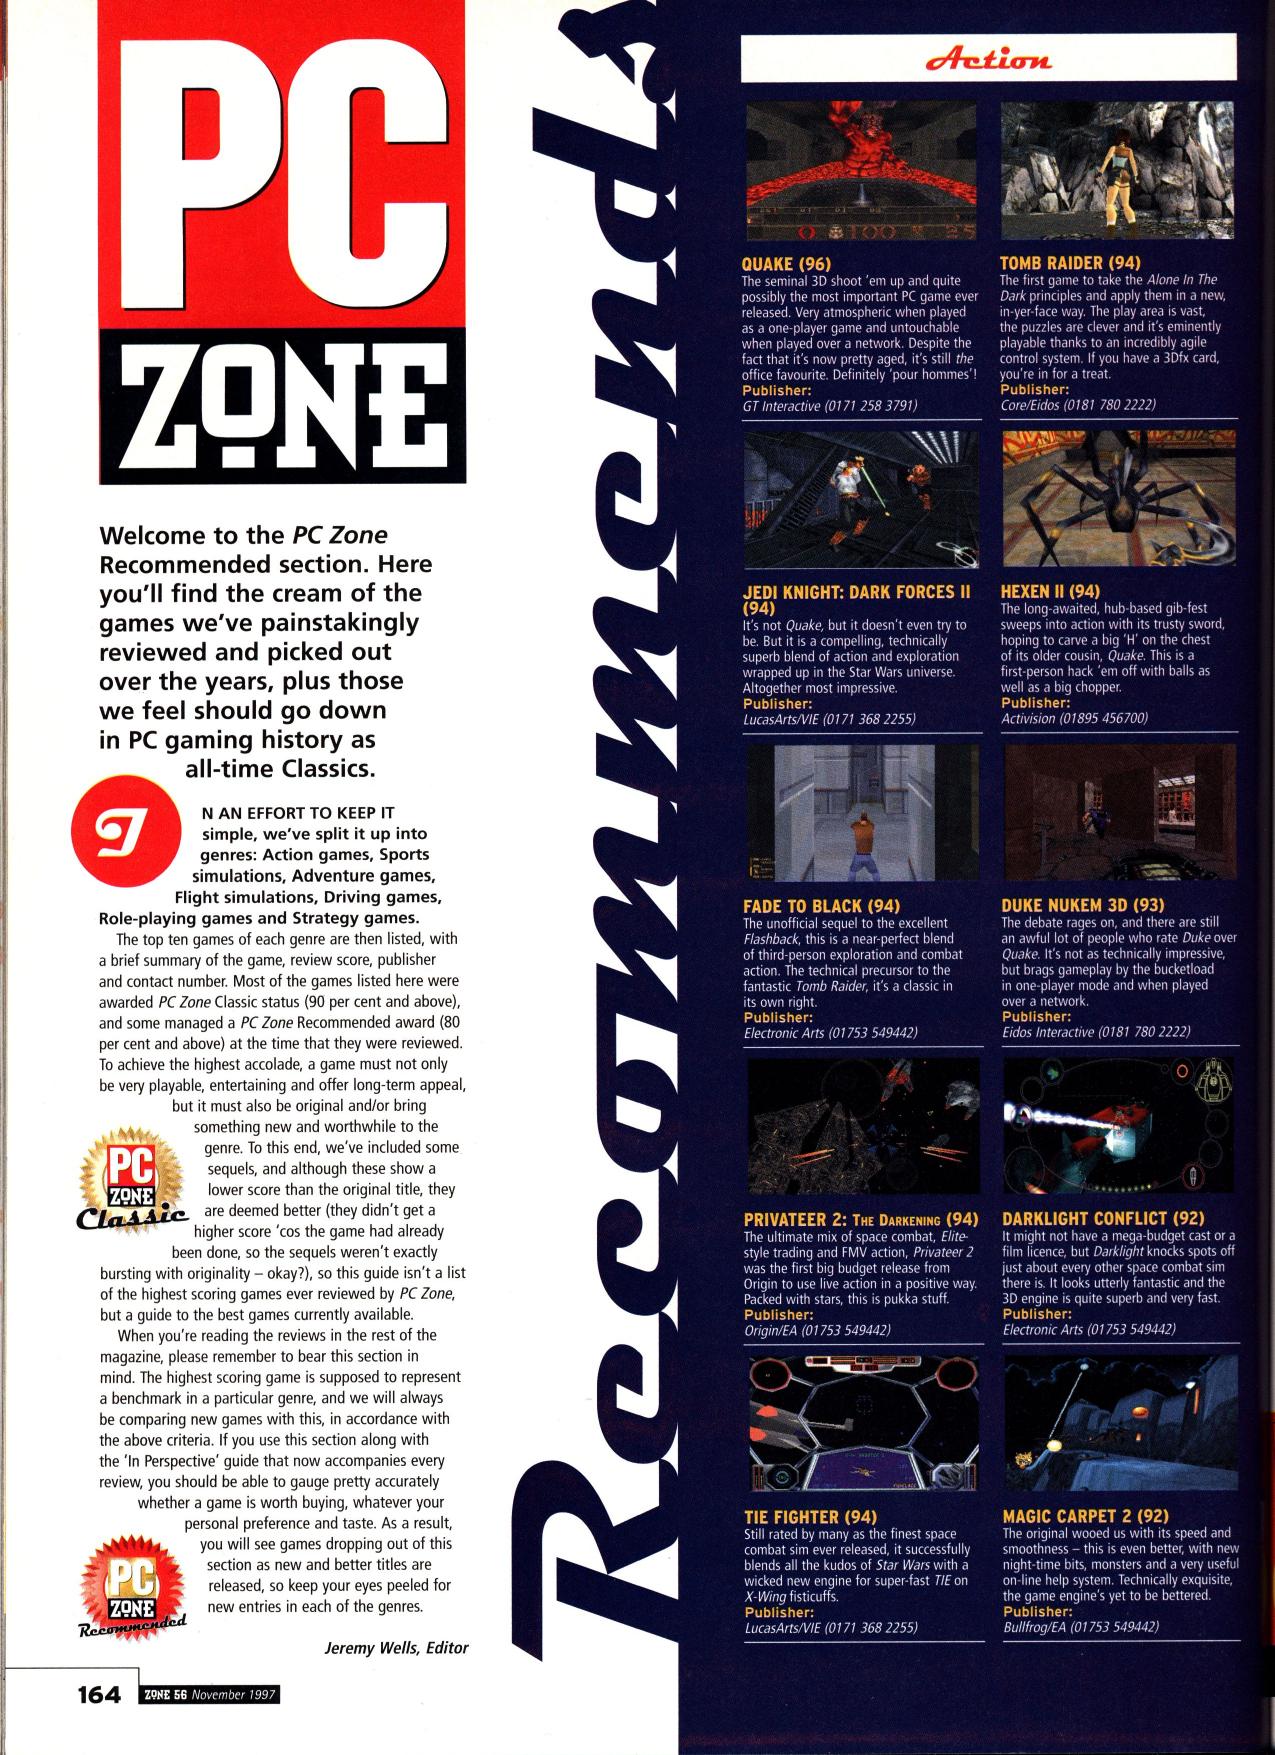 PC
ZONE
Recommends
Welcome to the PC Zone
Recommended section. Here
you'll find the cream of the
games we've painstakingly
reviewed and picked out
over the years, plus those
we feel should go down
in PC gaming history as
all-time Classics.
I
N AN EFFORT TO KEEP IT
simple, we've split it up into
genres: Action games, Sports
simulations, Adventure games,
Flight simulations, Driving games,
Role-playing games and Strategy games.
The top ten games of each genre are then listed, with
a brief summary of the game, review score, publisher
and contact number. Most of the games listed here were
awarded PC Zone Classic status (90 per cent and above),
and some managed a PC Zone Recommended award (80
per cent and above) at the time that they were reviewed.
To achieve the highest accolade, a game must not only
be very playable, entertaining and offer long-term appeal,
but it must also be original and/or bring
something new and worthwhile to the
genre. To this end, we've included some
sequels, and although these show a
lower score than the original title, they
are deemed better (they didn't get a
higher score 'cos the game had already
been done, so the sequels weren't exactly
bursting with originality – okay?), so this guide isn't a list
of the highest scoring games ever reviewed by PC Zone,
but a guide to the best games currently available.
When you're reading the reviews in the rest of the
magazine, please remember to bear this section in
mind. The highest scoring game is supposed to represent
a benchmark in a particular genre, and we will always
be comparing new games with this, in accordance with
the above criteria. If you use this section along with
the 'In Perspective' guide that now accompanies every
review, you should be able to gauge pretty accurately
whether a game is worth buying, whatever your
personal preference and taste. As a result,
you will see games dropping out of this
section as new and better titles are
released, so keep your eyes peeled for
new entries in each of the genres.
Jeremy Wells, Editor
PC
ZONE
Classic
PC
ZONE
Recommended
164
ZONE 56 November 1997
Action
QUAKE (96)
The seminal 3D shoot 'em up and quite
possibly the most important PC game ever
released. Very atmospheric when played
as a one-player game and untouchable
when played over a network. Despite the
fact that it's now pretty aged, it's still the
office favourite. Definitely 'pour hommes'!
Publisher:
GT Interactive (0171 258 3791)
TOMB RAIDER (94)
The first game to take the Alone In The
Dark principles and apply them in a new,
in-yer-face way. The play area is vast,
the puzzles are clever and it's eminently
playable thanks to an incredibly agile
control system. If you have a 3Dfx card,
you're in for a treat.
Publisher:
Core/Eidos (0181 780 2222)
JEDI KNIGHT: DARK FORCES II
(94)
It's not Quake, but it doesn't even try to
be. But it is a compelling, technically
superb blend of action and exploration
wrapped up in the Star Wars universe.
Altogether most impressive.
Publisher:
LucasArts/VIE (0171 368 2255)
HEXEN II (94)
The long-awaited, hub-based gib-fest
sweeps into action with its trusty sword,
hoping to carve a big 'H' on the chest
of its older cousin, Quake. This is a
first-person hack 'em off with balls as
well as a big chopper.
Publisher:
Activision (01895 456700)
FADE TO BLACK (94)
The unofficial sequel to the excellent
Flashback, this is a near-perfect blend
of third-person exploration and combat
action. The technical precursor to the
fantastic Tomb Raider, it's a classic in
its own right.
Publisher:
Electronic Arts (01753 549442)
DUKE NUKEM 3D (93)
The debate rages on, and there are still
an awful lot of people who rate Duke over
Quake. It's not as technically impressive,
but brags gameplay by the bucketload
in one-player mode and when played
over a network.
Publisher:
Eidos Interactive (0181 780 2222)
PRIVATEER 2: THE DARKENING (94)
The ultimate mix of space combat, Elite-
style trading and FMV action, Privateer 2
was the first big budget release from
Origin to use live action in a positive way.
Packed with stars, this is pukka stuff.
Publisher:
Origin/EA (01753 549442)
DARKLIGHT CONFLICT (92)
It might not have a mega-budget cast or a
film licence, but Darklight knocks spots off
just about every other space combat sim
there is. It looks utterly fantastic and the
3D engine is quite superb and very fast.
Publisher:
Electronic Arts (01753 549442)
TIE FIGHTER (94)
Still rated by many as the finest space
combat sim ever released, it successfully
blends all the kudos of Star Wars with a
wicked new engine for super-fast TIE on
X-Wing fisticuffs.
Publisher:
LucasArts/VIE (0171 368 2255)
MAGIC CARPET 2 (92)
The original wooed us with its speed and
smoothness – this is even better, with new
night-time bits, monsters and a very useful
on-line help system. Technically exquisite,
the game engine's yet to be bettered.
Publisher:
Bullfrog/EA (01753 549442)